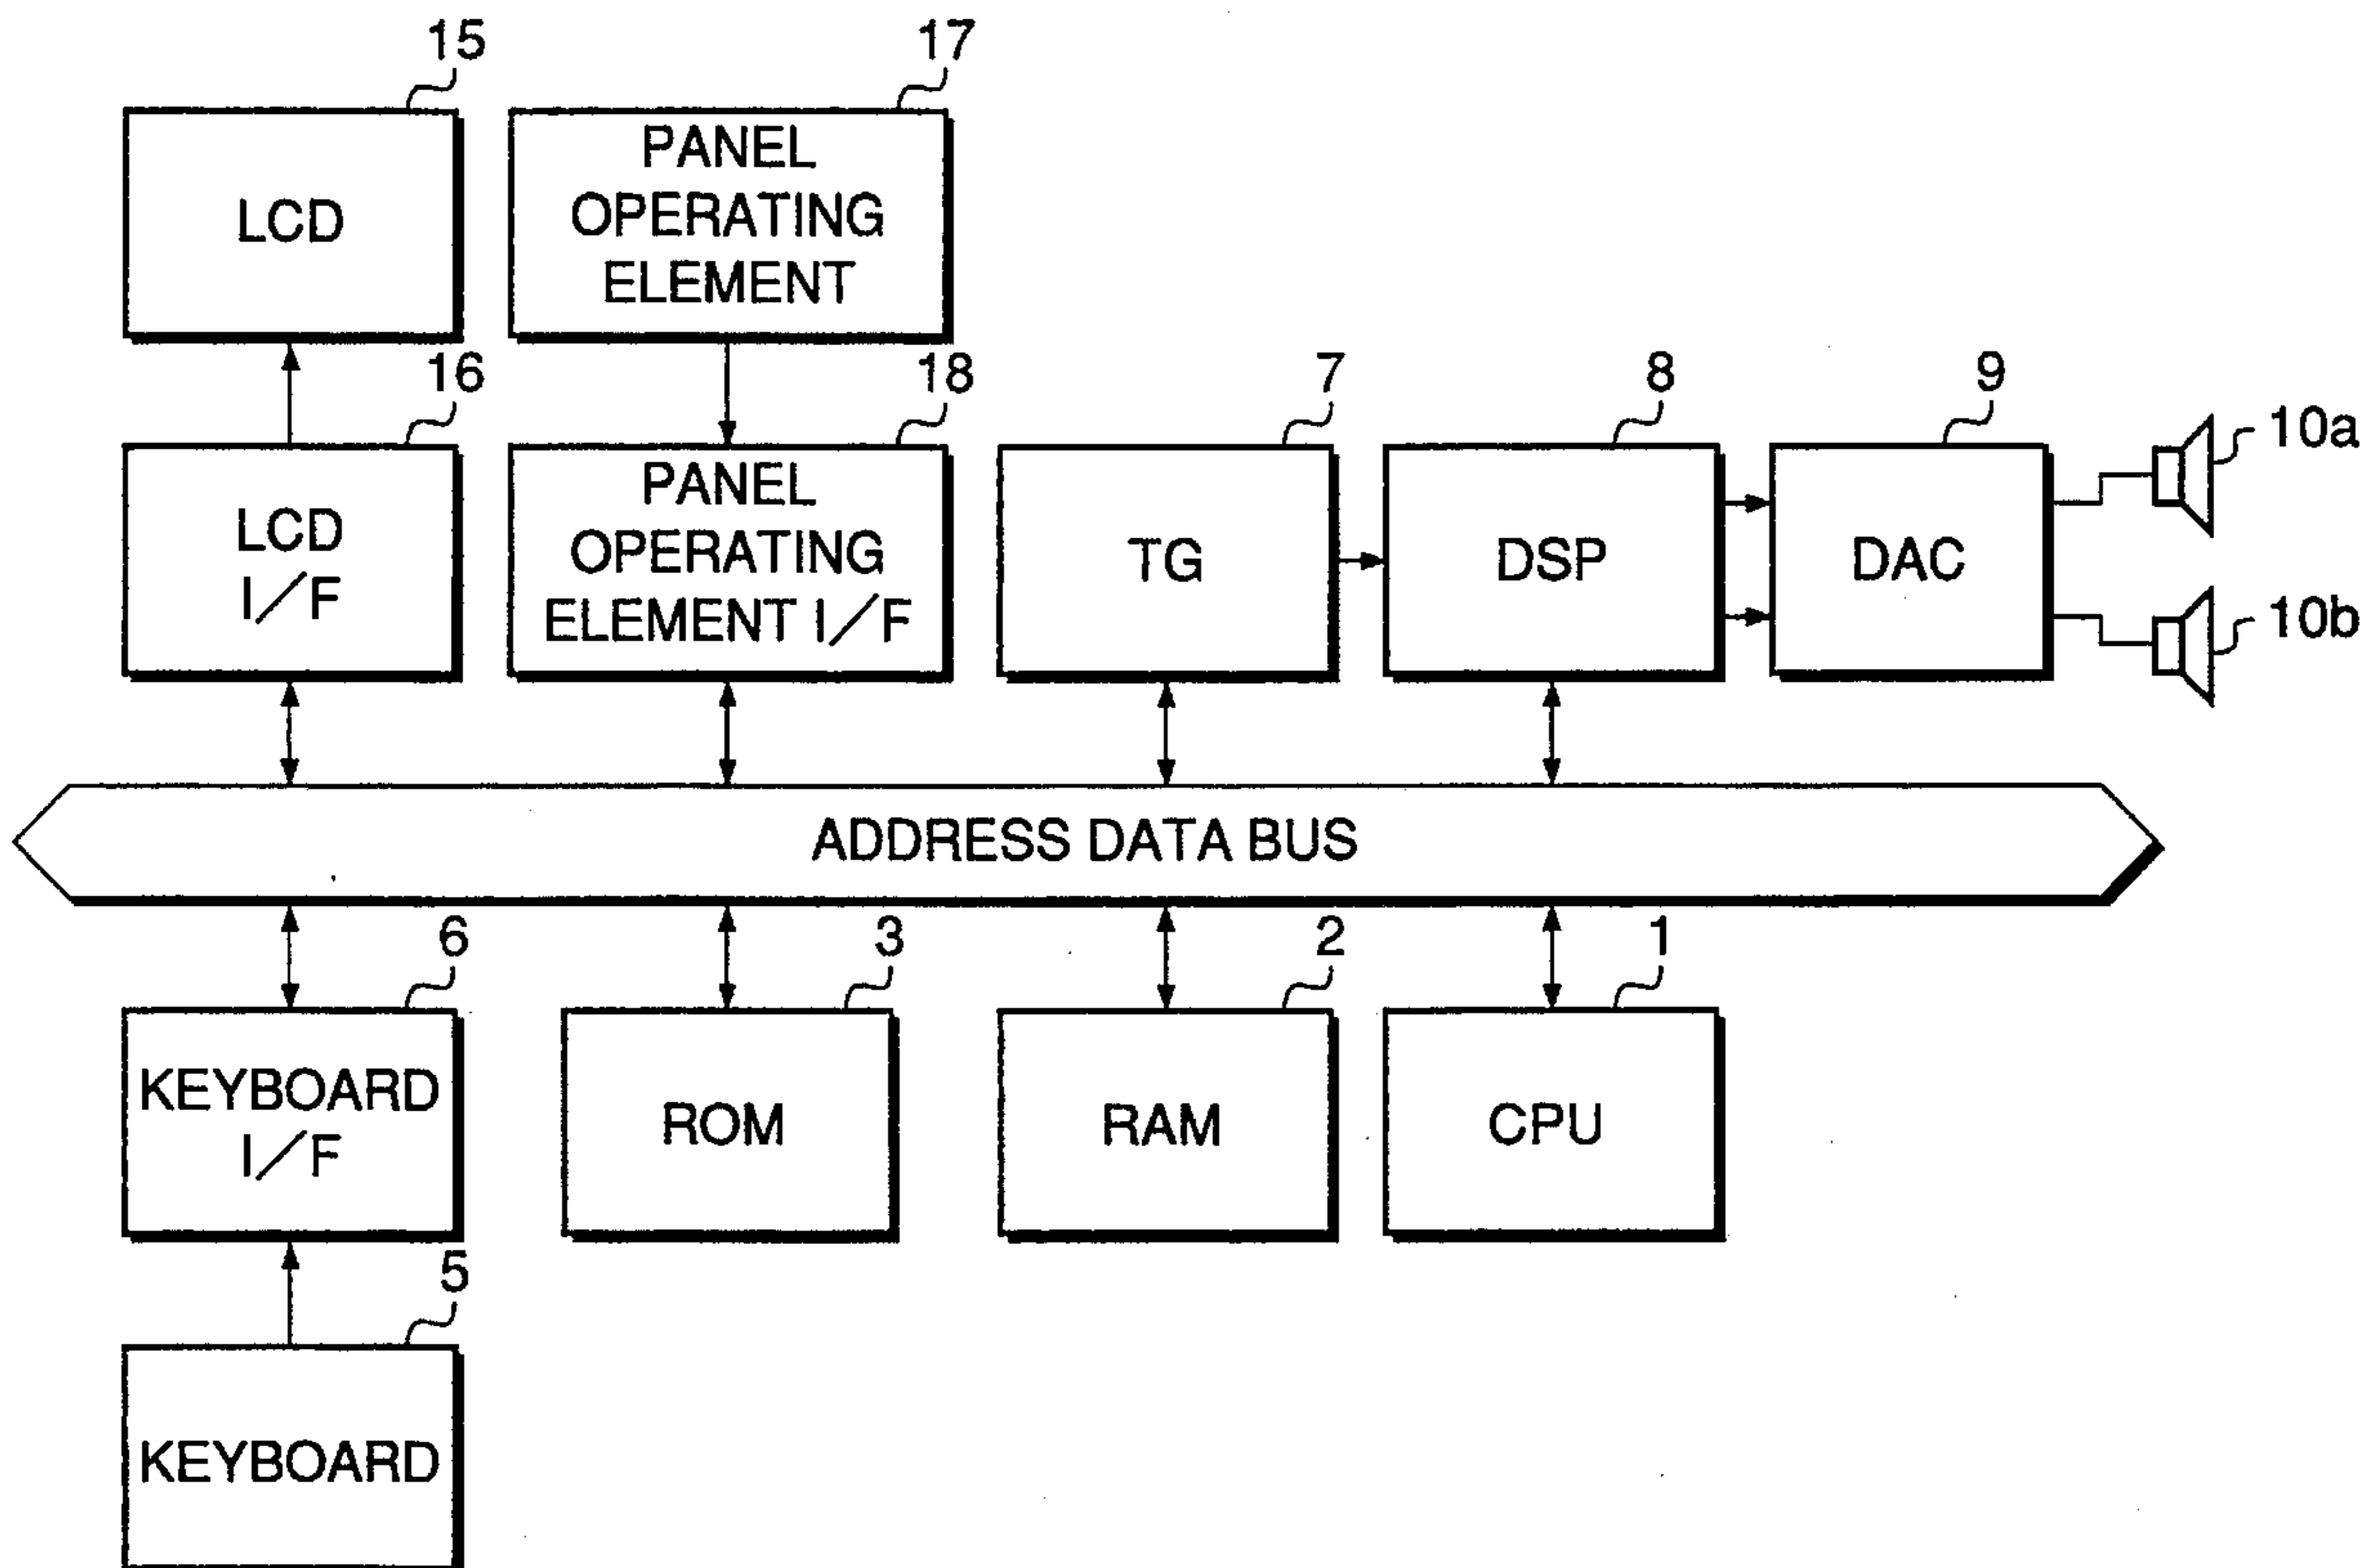 15
17
LCD
PANEL
OPERATING
ELEMENT
16
18
7
8
9
10a
LCD
I/F
PANEL
OPERATING
ELEMENT I/F
TG
DSP
DAC
10b
ADDRESS DATA BUS
6
3
2
1
KEYBOARD
I/F
ROM
RAM
CPU
5
KEYBOARD